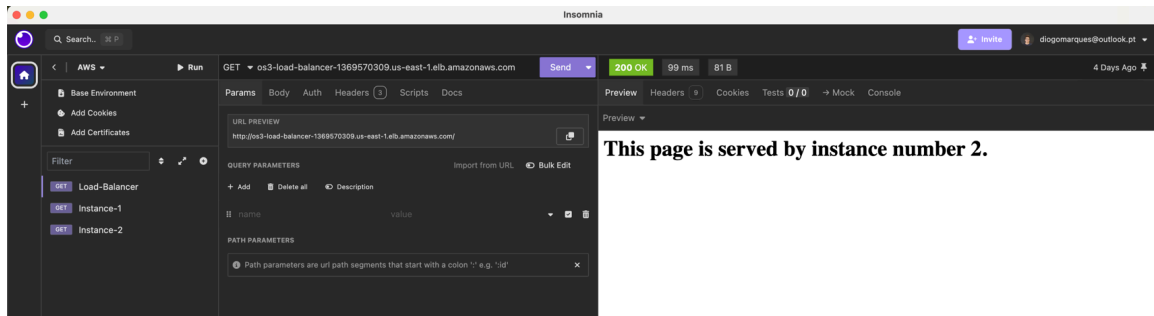 Insomnia
Search.. ⌘ P
Invite
diogomarques@outlook.pt
AWS
Run
GET os3-load-balancer-1369570309.us-east-1.elb.amazonaws.com Send
200 OK 99 ms 81 B
4 Days Ago
Base Environment
Add Cookies
Add Certificates
Filter
GET Load-Balancer
GET Instance-1
GET Instance-2
Params Body Auth Headers 3 Scripts Docs
URL PREVIEW
http://os3-load-balancer-1369570309.us-east-1.elb.amazonaws.com/
QUERY PARAMETERS Import from URL Bulk Edit
+ Add Delete all Description
name value
PATH PARAMETERS
Path parameters are url path segments that start with a colon ':' e.g. ':id'
Preview Headers 9 Cookies Tests 0 / 0 → Mock Console
Preview
This page is served by instance number 2.